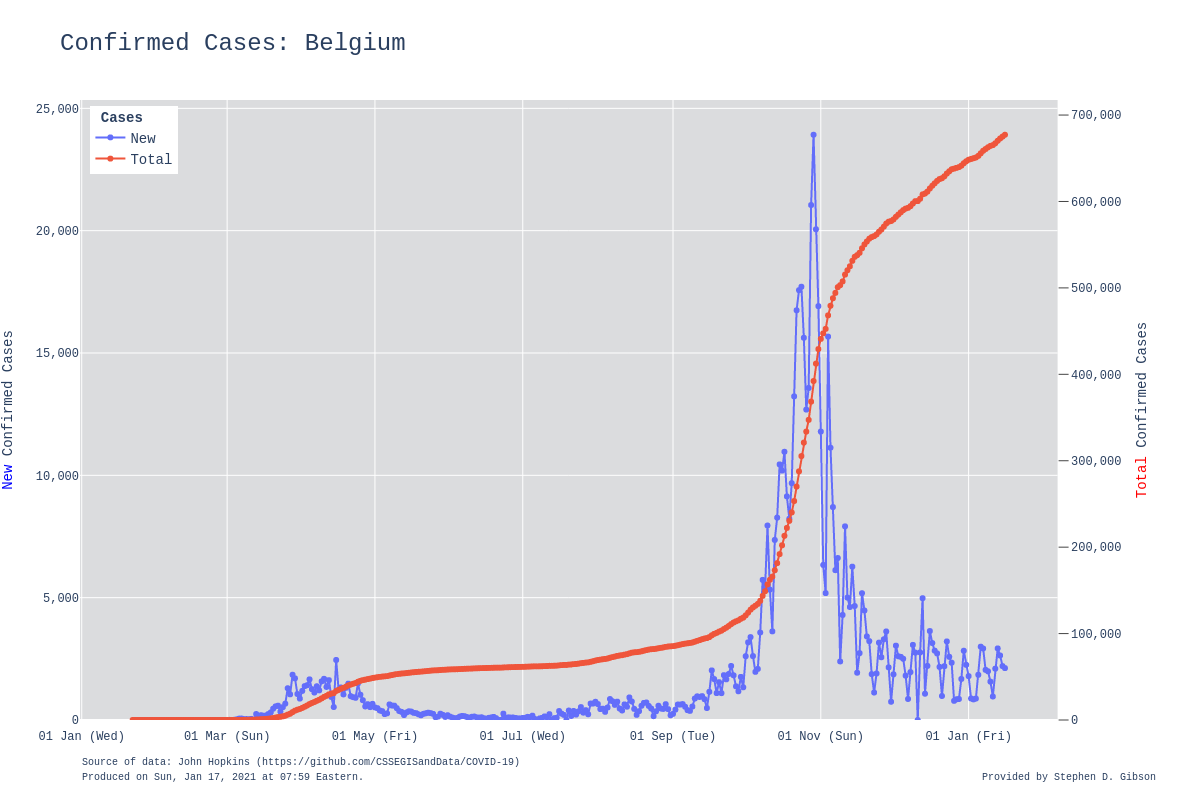 Confirmed Cases: Belgium
Cases
New
Total
25,000
20,000
15,000
10,000
5,000
0
700,000
600,000
500,000
400,000
300,000
200,000
100,000
0
New Confirmed Cases
Total Confirmed Cases
01 Jan (Wed) 01 Mar (Sun) 01 May (Fri) 01 Jul (Wed) 01 Sep (Tue) 01 Nov (Sun) 01 Jan (Fri)
Source of data: John Hopkins (https://github.com/CSSEGISandData/COVID-19)
Produced on Sun, Jan 17, 2021 at 07:59 Eastern.
Provided by Stephen D. Gibson